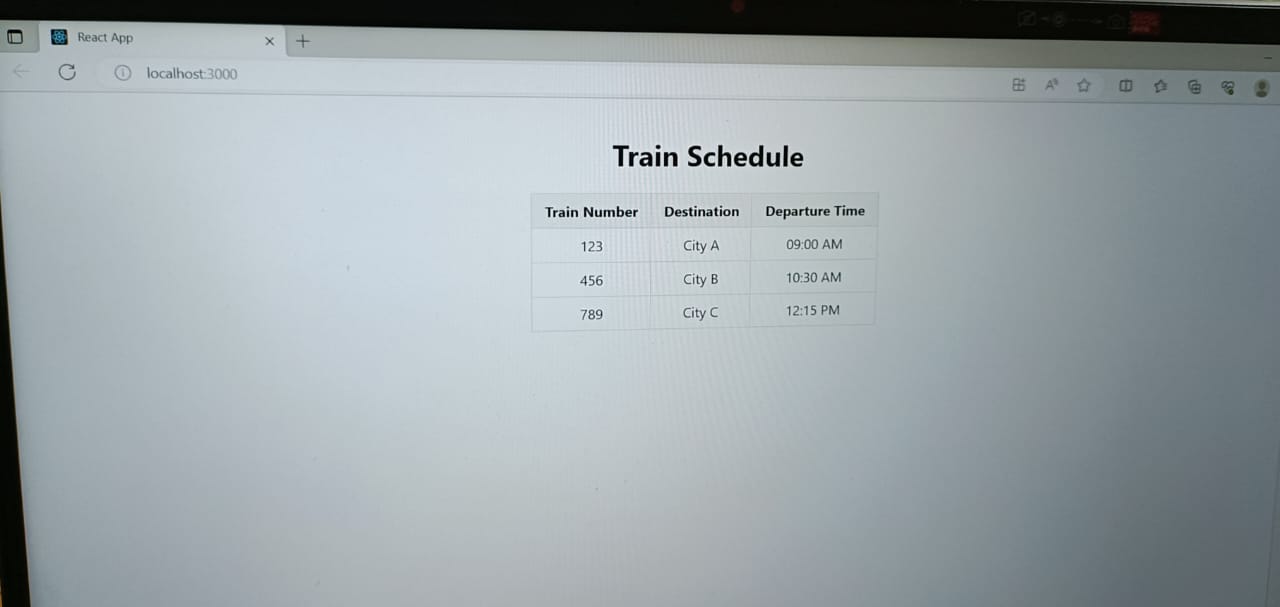 React App
localhost:3000
Train Schedule
Train Number Destination Departure Time
123 City A 09:00 AM
456 City B 10:30 AM
789 City C 12:15 PM